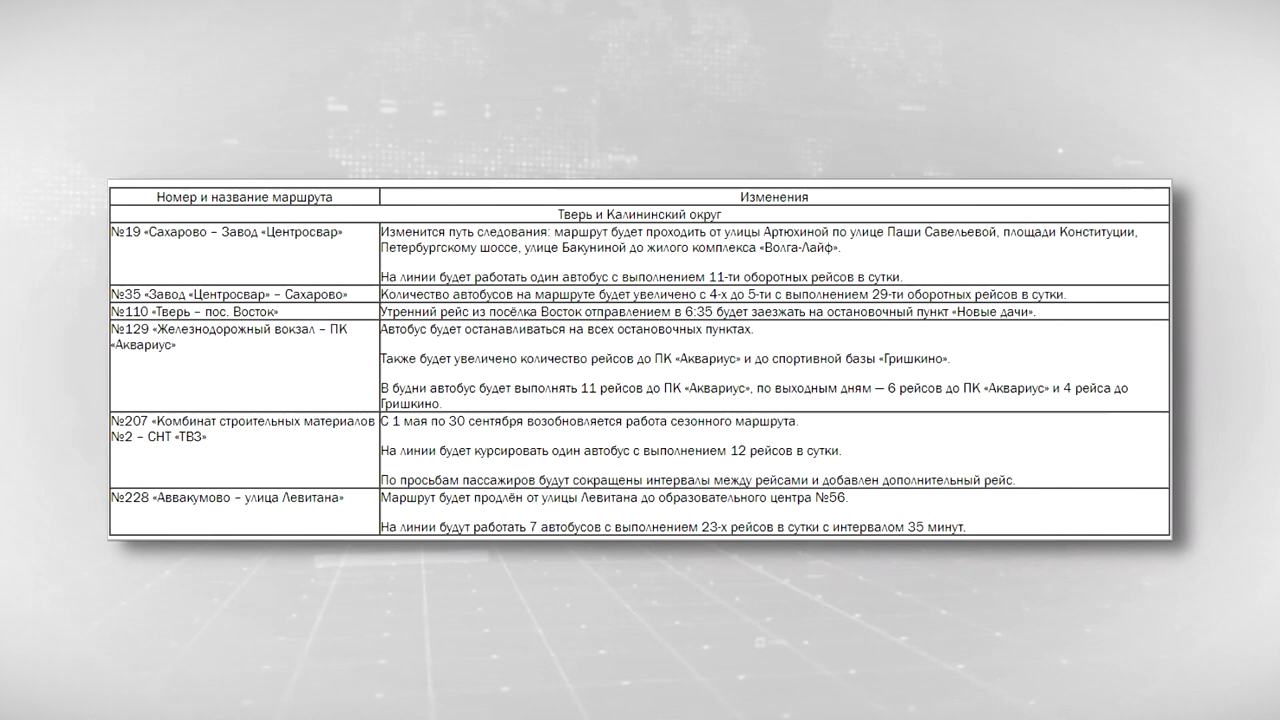 Номер и название маршрута
Изменения
Тверь и Калининский округ
№19 «Сахарово – Завод «Центросвар»
Изменится путь следования: маршрут будет проходить от улицы Артюхиной по улице Паши Савельевой, площади Конституции,
Петербургскому шоссе, улице Бакуниной до жилого комплекса «Волга-Лайф».
На линии будет работать один автобус с выполнением 11-ти оборотных рейсов в сутки.
№35 «Завод «Центросвар» – Сахарово»
Количество автобусов на маршруте будет увеличено с 4-х до 5-ти с выполнением 29-ти оборотных рейсов в сутки.
№110 «Тверь – пос. Восток»
Утренний рейс из посёлка Восток отправлением в 6:35 будет заезжать на остановочный пункт «Новые дачи».
№129 «Железнодорожный вокзал – ПК
«Аквариус»
Автобус будет останавливаться на всех остановочных пунктах.
Также будет увеличено количество рейсов до ПК «Аквариус» и до спортивной базы «Гришкино».
В будни автобус будет выполнять 11 рейсов до ПК «Аквариус», по выходным дням — 6 рейсов до ПК «Аквариус» и 4 рейса до
Гришкино.
№207 «Комбинат строительных материалов
№2 – СНТ «ТВЗ»
С 1 мая по 30 сентября возобновляется работа сезонного маршрута.
На линии будет курсировать один автобус с выполнением 12 рейсов в сутки.
По просьбам пассажиров будут сокращены интервалы между рейсами и добавлен дополнительный рейс.
№228 «Аввакумово – улица Левитана»
Маршрут будет продлён от улицы Левитана до образовательного центра №56.
На линии будут работать 7 автобусов с выполнением 23-х рейсов в сутки с интервалом 35 минут.